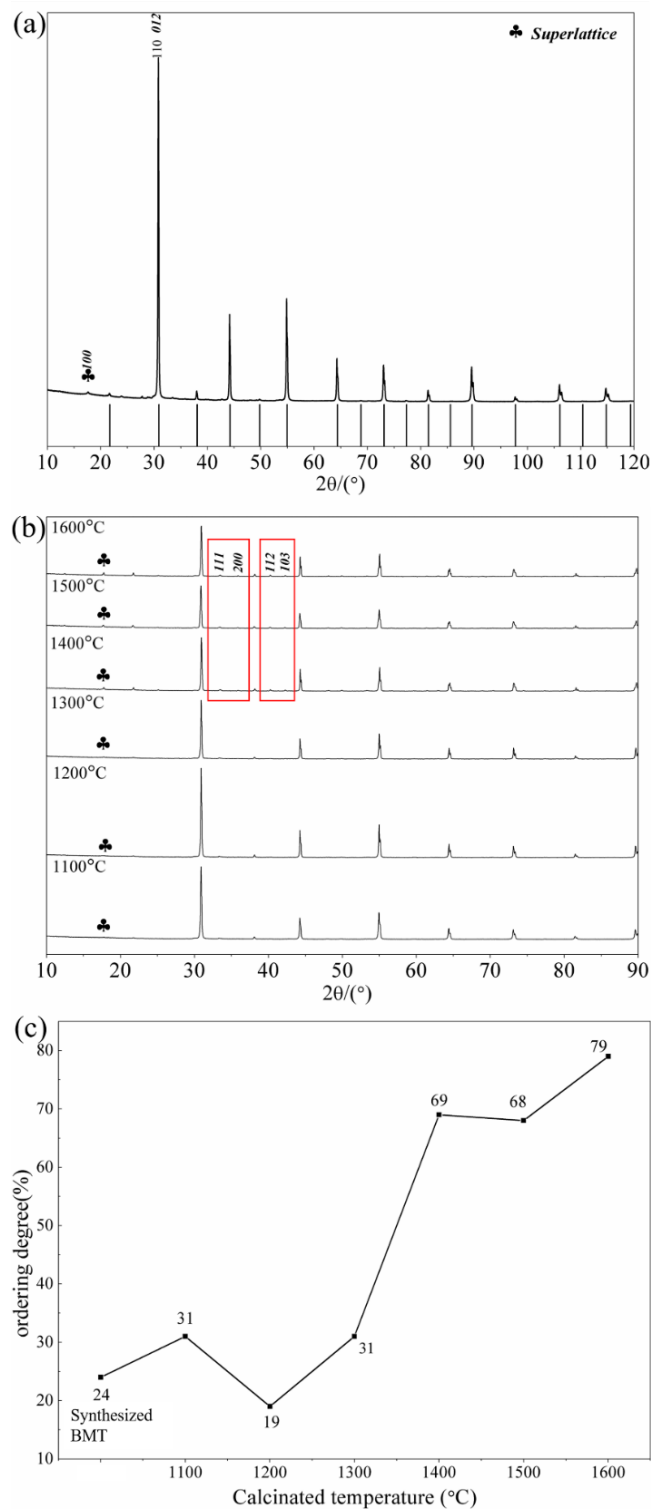 (a)
110 012
♣ Superlattice
♣ 100
10 20 30 40 50 60 70 80 90 100 110 120
2θ/(°)
(b)
1600°C
♣
111 200 112 103
1500°C
♣
1400°C
♣
1300°C
♣
1200°C
♣
1100°C
♣
10 20 30 40 50 60 70 80 90
2θ/(°)
(c)
ordering degree(%)
80
70
60
50
40
30
20
10
24
Synthesized
BMT
31
19
31
69
68
79
1100 1200 1300 1400 1500 1600
Calcinated temperature (°C)